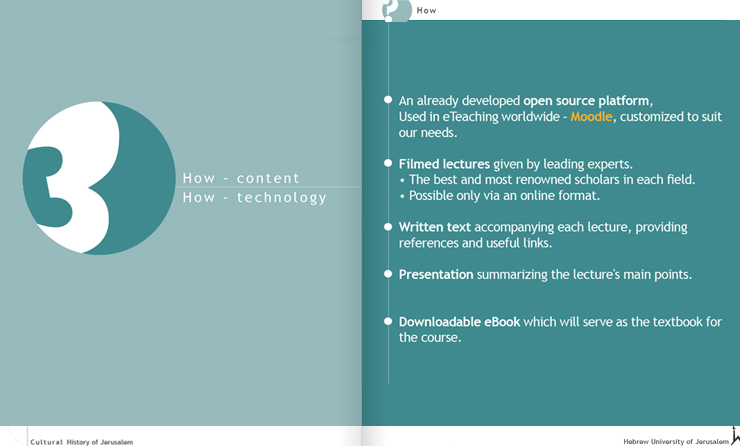 3
How - content
How - technology
Cultural History of Jerusalem
?
How
An already developed open source platform,
Used in eTeaching worldwide - Moodle, customized to suit
our needs.
Filmed lectures given by leading experts.
• The best and most renowned scholars in each field.
• Possible only via an online format.
Written text accompanying each lecture, providing
references and useful links.
Presentation summarizing the lecture's main points.
Downloadable eBook which will serve as the textbook for
the course.
Hebrew University of Jerusalem